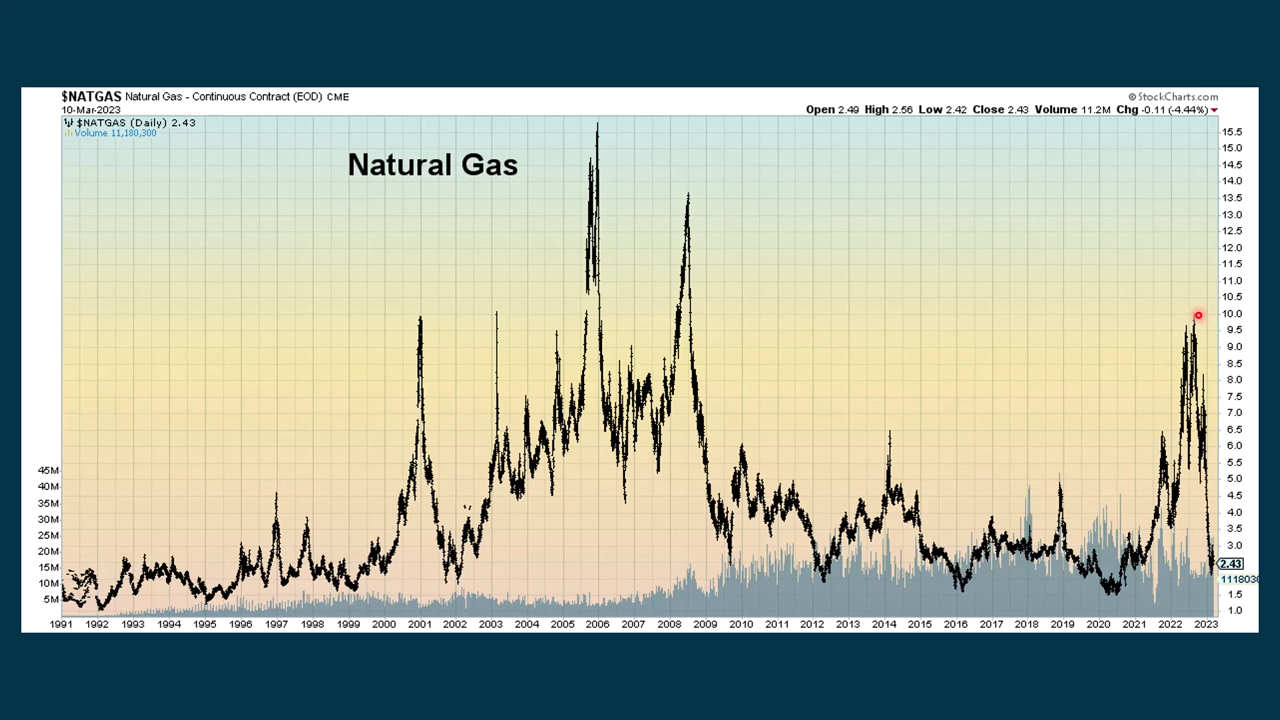 $NATGAS Natural Gas - Continuous Contract (EOD) CME
© StockCharts.com
10-Mar-2023
Open 2.49 High 2.56 Low 2.42 Close 2.43 Volume 11.2M Chg -0.11 (-4.44%)
$NATGAS (Daily) 2.43
Volume 11,180,300
Natural Gas
15.5
15.0
14.5
14.0
13.5
13.0
12.5
12.0
11.5
11.0
10.5
10.0
9.5
9.0
8.5
8.0
7.5
7.0
6.5
6.0
5.5
5.0
4.5
4.0
3.5
3.0
2.43
1118030
1.5
1.0
45M
40M
35M
30M
25M
20M
15M
10M
5M
1991 1992 1993 1994 1995 1996 1997 1998 1999 2000 2001 2002 2003 2004 2005 2006 2007 2008 2009 2010 2011 2012 2013 2014 2015 2016 2017 2018 2019 2020 2021 2022 2023